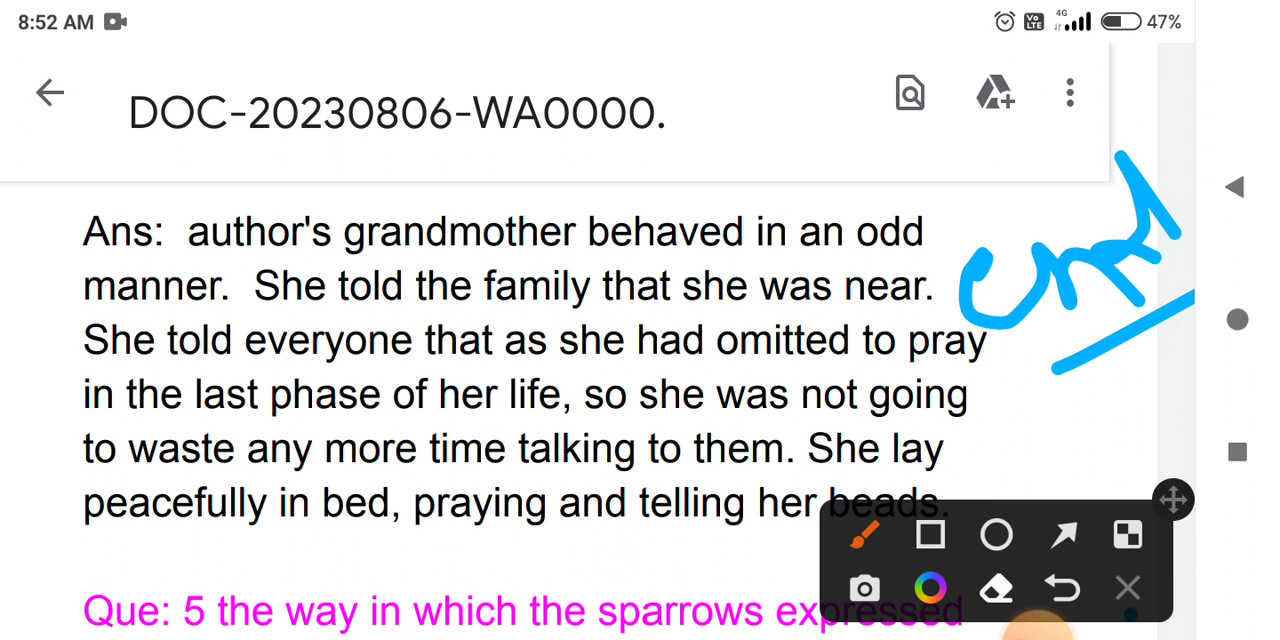 8:52 AM
4G
Vo
LTE
47%
DOC-20230806-WA0000.
Ans: author's grandmother behaved in an odd
manner. She told the family that she was near.
She told everyone that as she had omitted to pray
in the last phase of her life, so she was not going
to waste any more time talking to them. She lay
peacefully in bed, praying and telling her beads.
Que: 5 the way in which the sparrows expressed